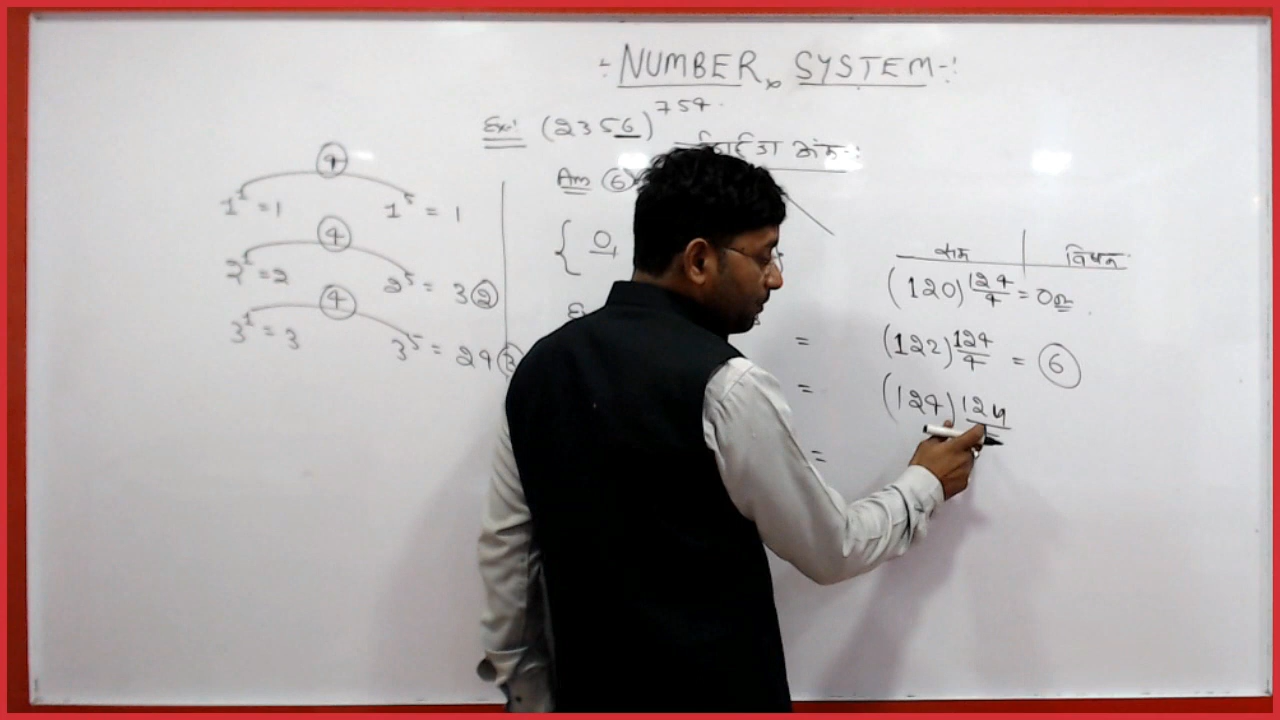 NUMBER SYSTEM
Ex: (2356)^754
Ans 6
4
1^1 = 1 1^5 = 1
4
2^1 = 2 2^5 = 32
4
3^1 = 3 3^5 = 243
{ 0,
सम
(120)^124/4 = 0
= (122)^124/4 = 6
= (124)^124
=